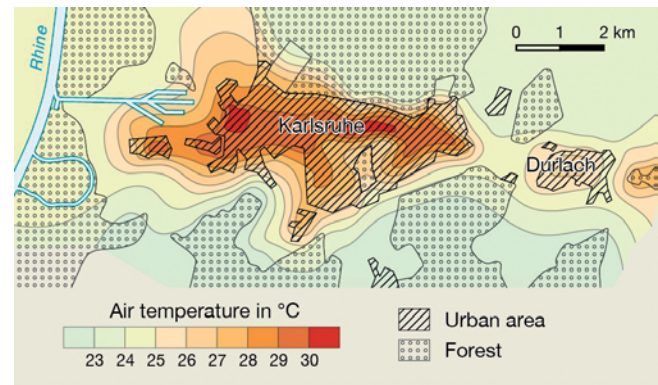 Rhine
0 1 2 km
Karlsruhe
Durlach
Air temperature in °C
23 24 25 26 27 28 29 30
Urban area
Forest